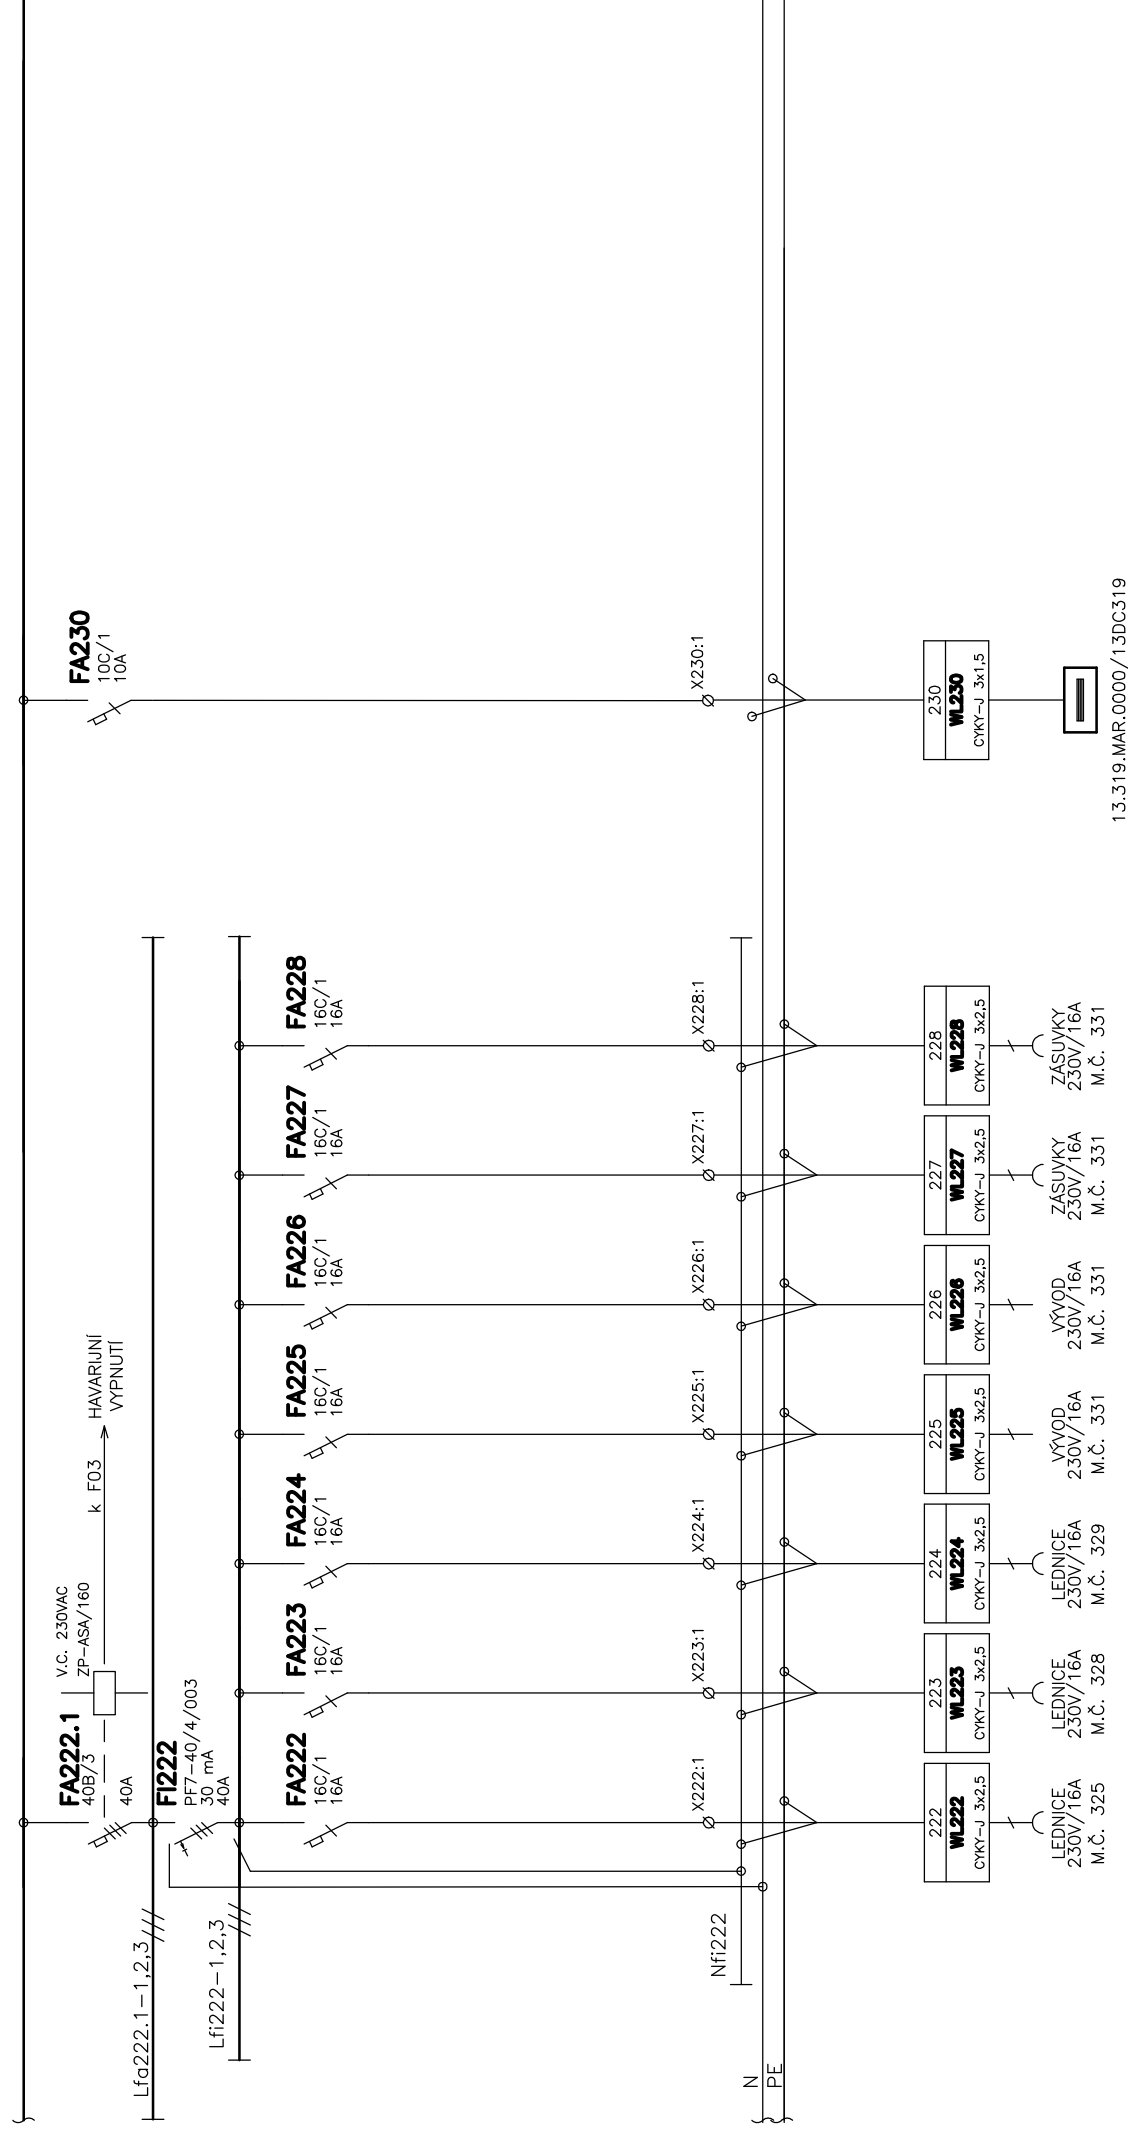 FA222.1
40B/3
40A
V.C. 230VAC
ZP-ASA/160
k F03
HAVARIJNÍ
VYPNUTÍ
FI222
PF7-40/4/003
30 mA
40A
Lfa222.1-1,2,3
Lfi222-1,2,3
Nfi222
N
PE
FA222
16C/1
16A
X222:1
222
WL222
CYKY-J 3x2,5
LEDNICE
230V/16A
M.Č. 325
FA223
16C/1
16A
X223:1
223
WL223
CYKY-J 3x2,5
LEDNICE
230V/16A
M.Č. 328
FA224
16C/1
16A
X224:1
224
WL224
CYKY-J 3x2,5
LEDNICE
230V/16A
M.Č. 329
FA225
16C/1
16A
X225:1
225
WL225
CYKY-J 3x2,5
VÝVOD
230V/16A
M.Č. 331
FA226
16C/1
16A
X226:1
226
WL226
CYKY-J 3x2,5
VÝVOD
230V/16A
M.Č. 331
FA227
16C/1
16A
X227:1
227
WL227
CYKY-J 3x2,5
ZÁSUVKY
230V/16A
M.Č. 331
FA228
16C/1
16A
X228:1
228
WL228
CYKY-J 3x2,5
ZÁSUVKY
230V/16A
M.Č. 331
FA230
10C/1
10A
X230:1
230
WL230
CYKY-J 3x1,5
13.319.MAR.0000/13DC319